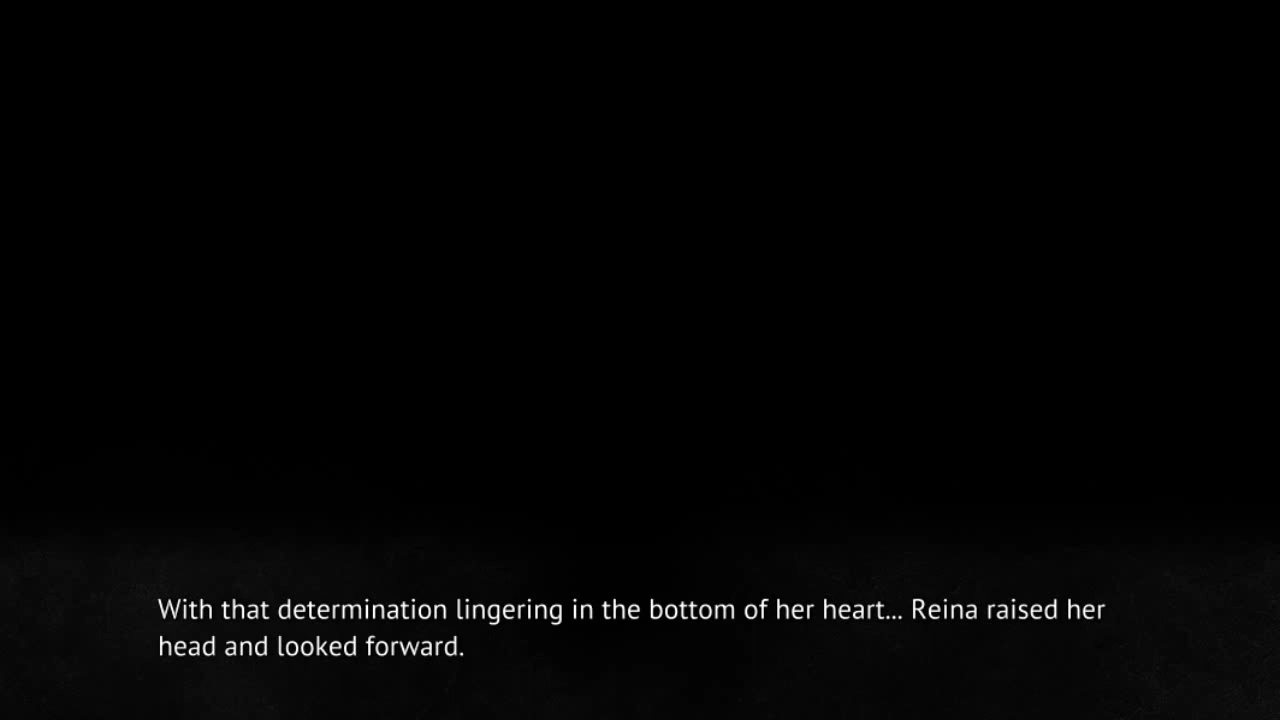 With that determination lingering in the bottom of her heart... Reina raised her
head and looked forward.